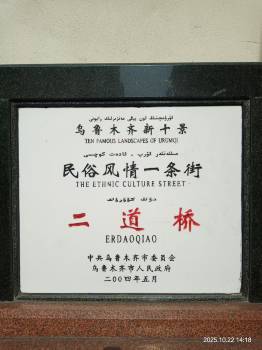 乌鲁木齐新十景
TEN FAMOUS LANDSCAPES OF URUMQI
民俗风情一条街
THE ETHNIC CULTURE STREET
二道桥
ERDAOQIAO
中共乌鲁木齐市委员会
乌鲁木齐市人民政府
二00四年五月
2025.10.22 14:18